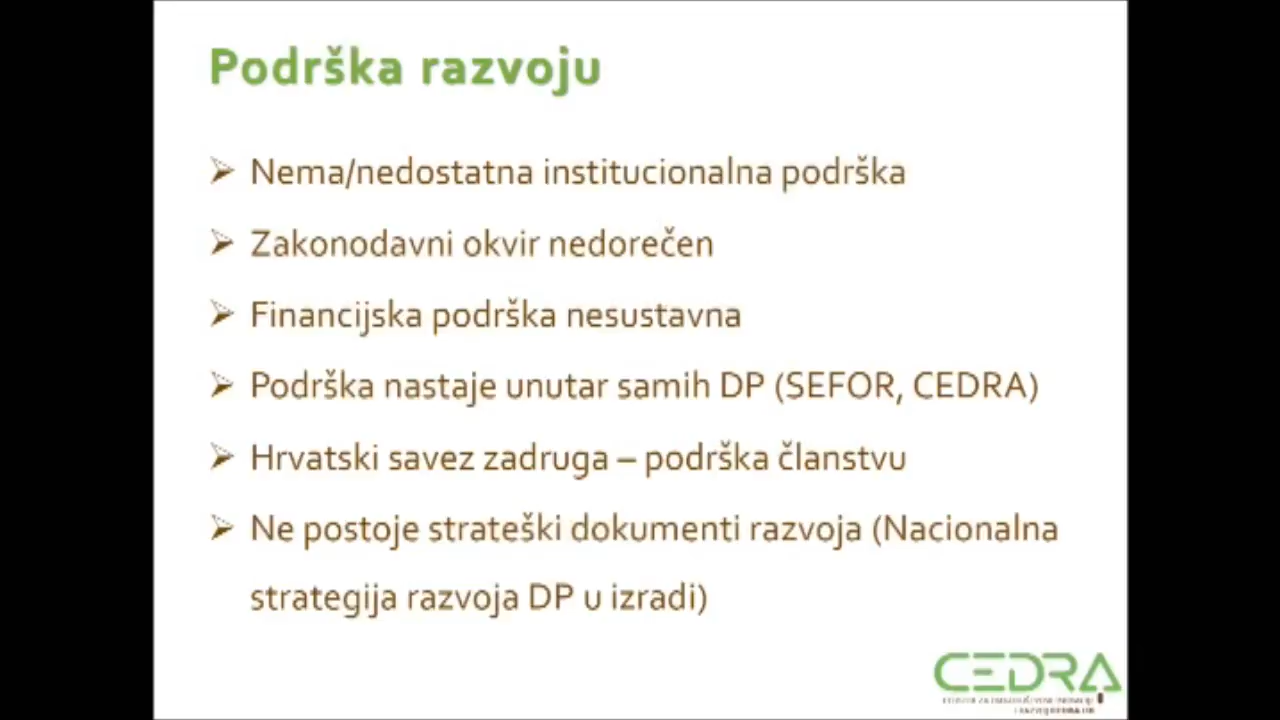 Podrška razvoju
Nema/nedostatna institucionalna podrška
Zakonodavni okvir nedorečen
Financijska podrška nesustavna
Podrška nastaje unutar samih DP (SEFOR, CEDRA)
Hrvatski savez zadruga – podrška članstvu
Ne postoje strateški dokumenti razvoja (Nacionalna
strategija razvoja DP u izradi)
CEDRA